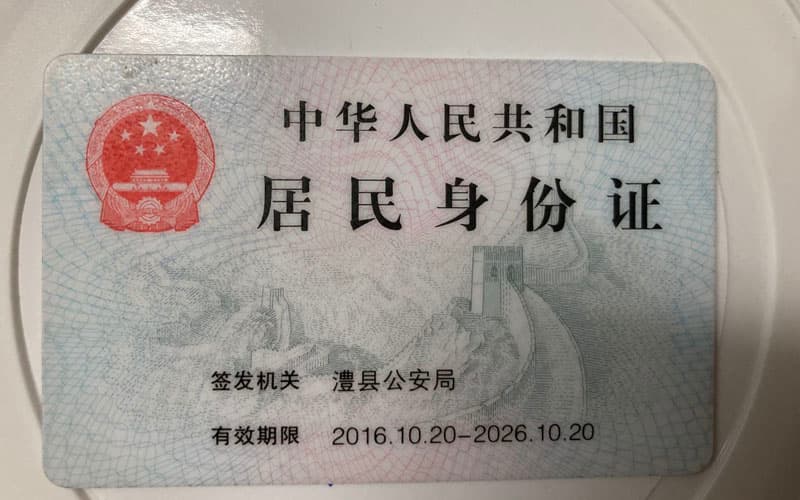 中华人民共和国
居民身份证
签发机关 澧县公安局
有效期限 2016.10.20-2026.10.20